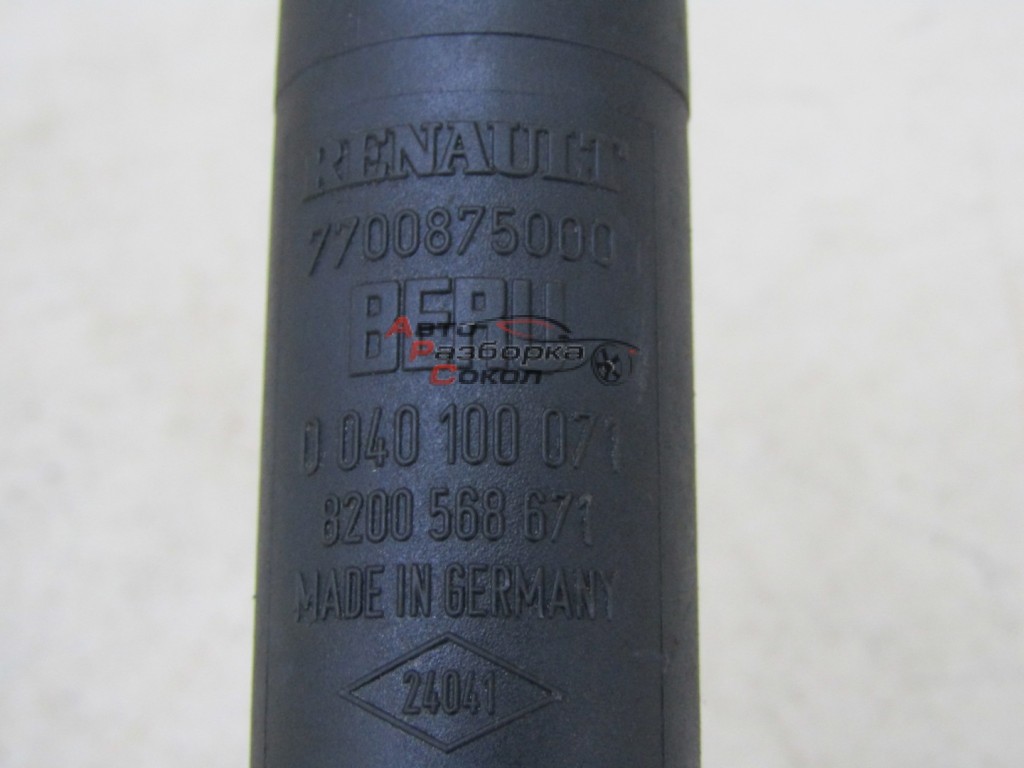 RENAULT
7700875000
BERU
Авто-
Разборка
Сокол
0 040 100 071
8200 568 671
MADE IN GERMANY
24041